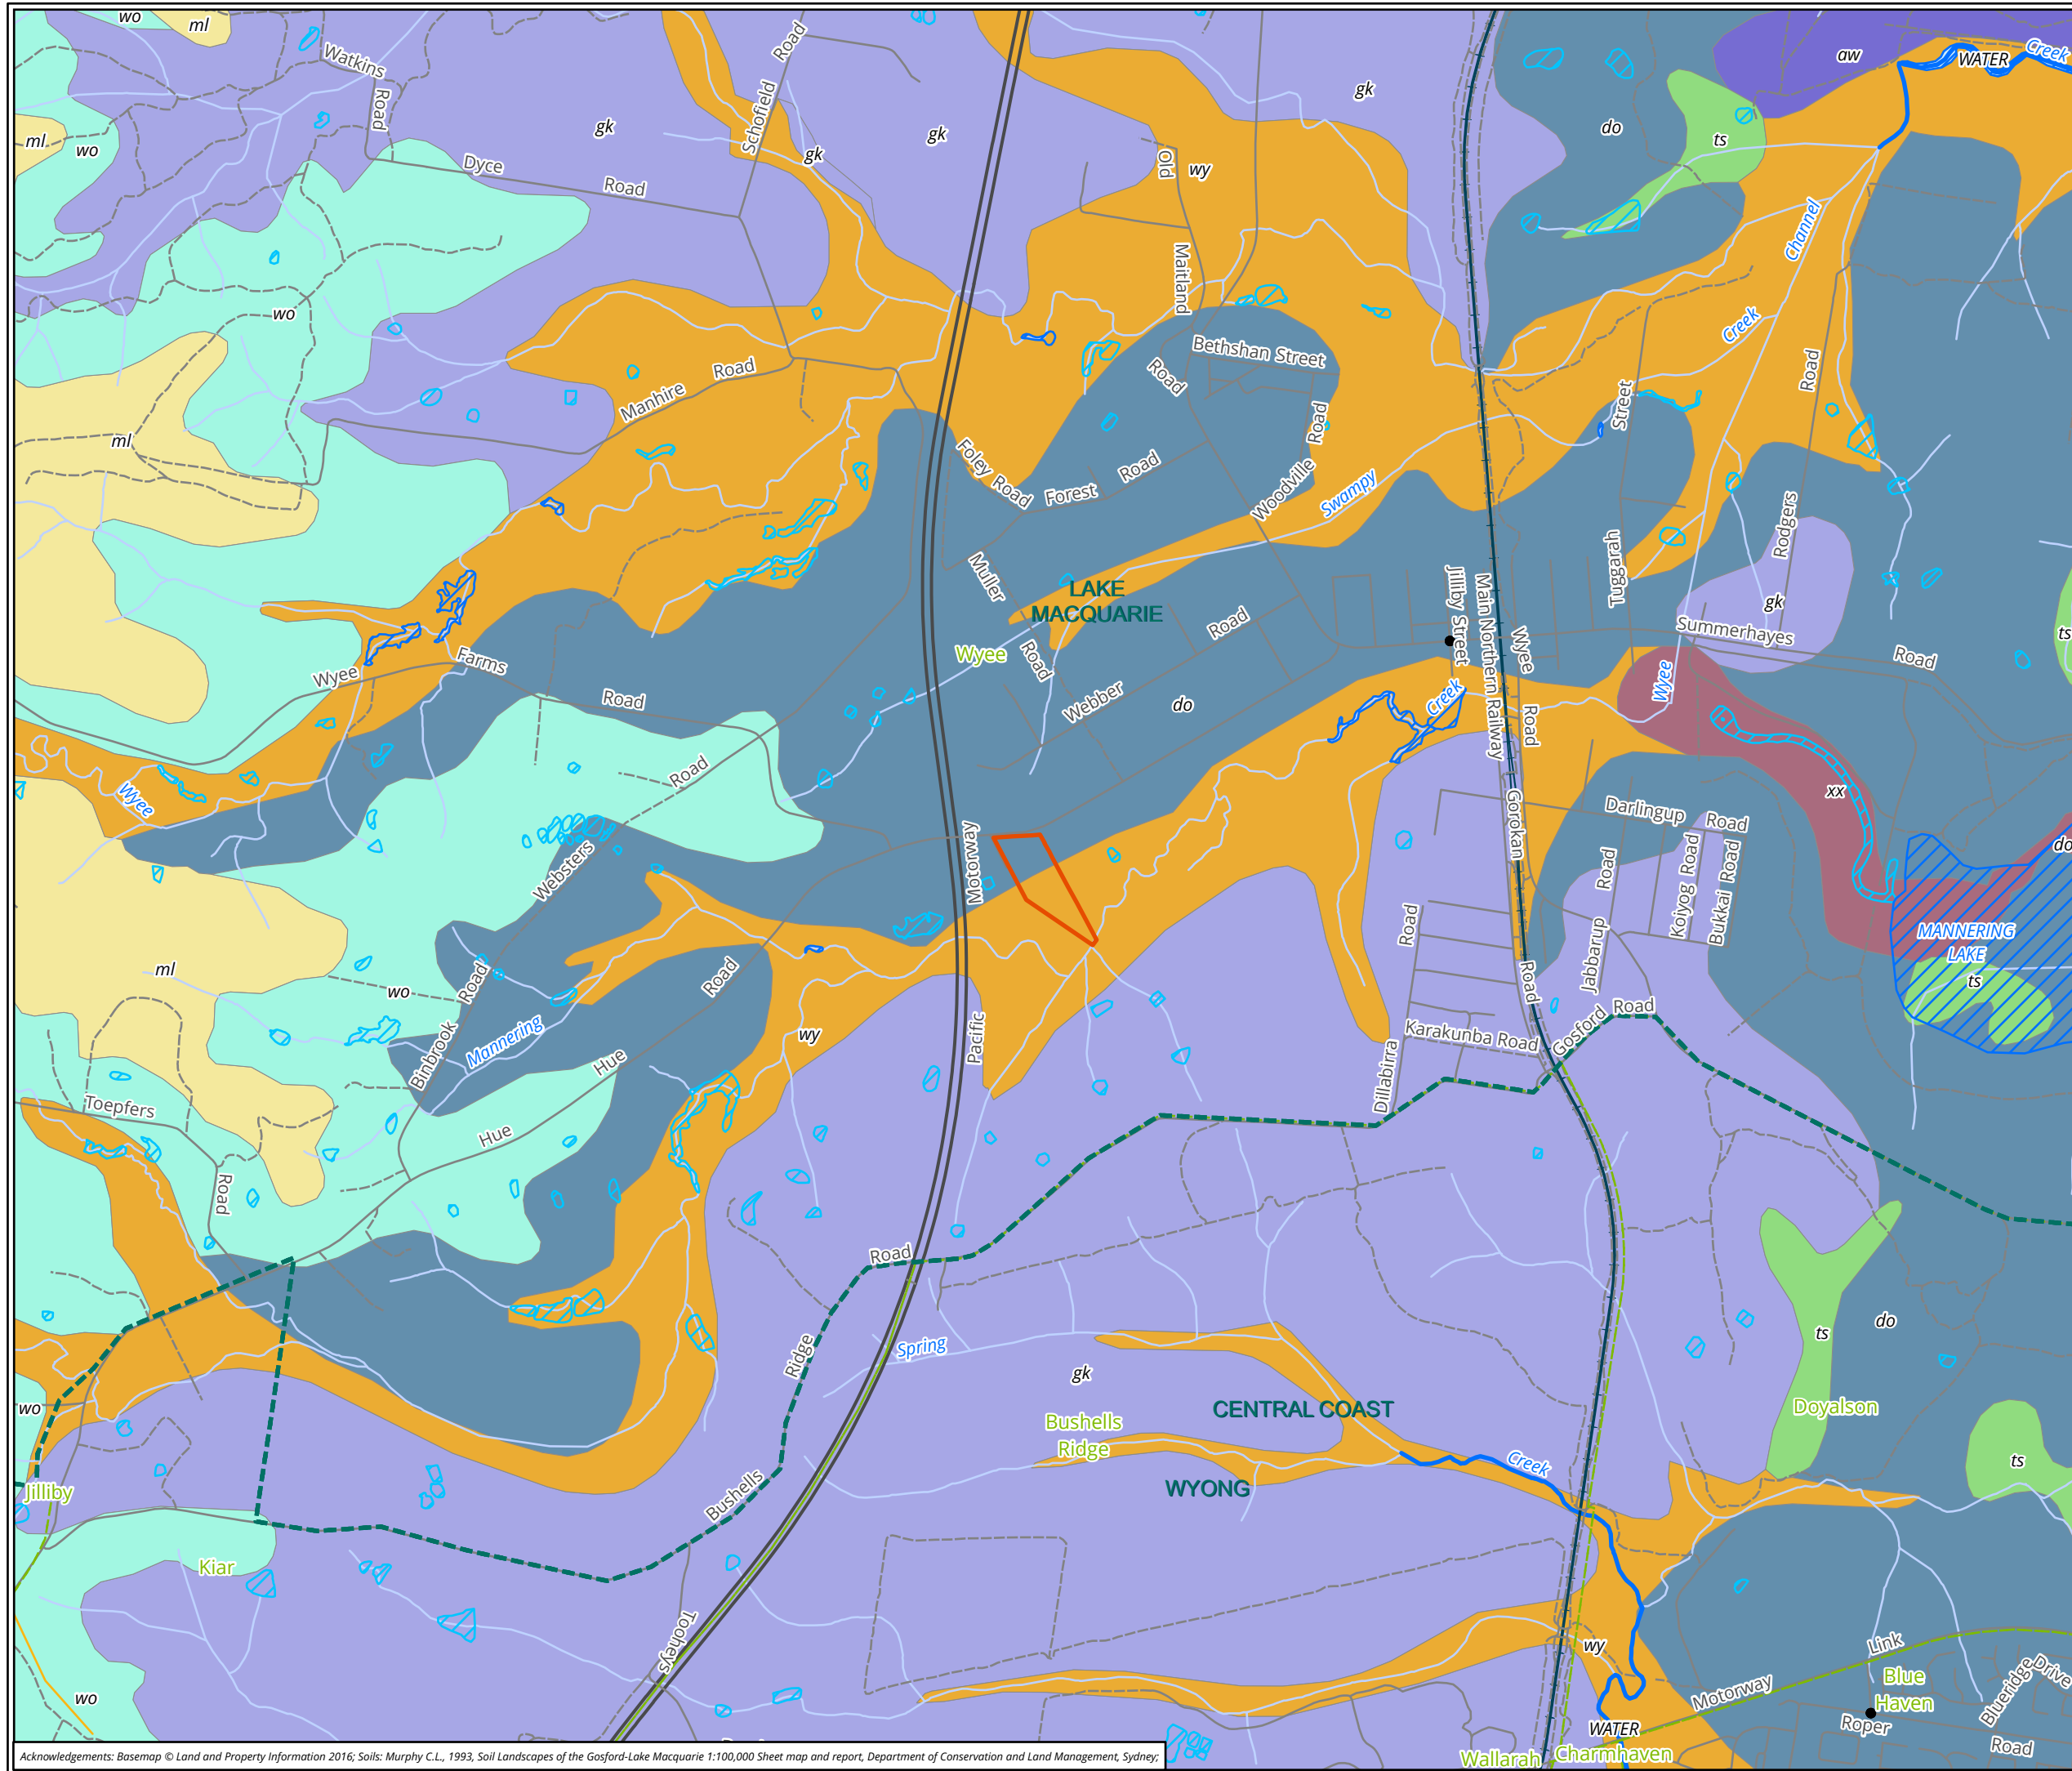 wo
ml
Watkins
Road
Schofield
Road
gk
aw
WATER
Creek
ml
wo
gk
gk
gk
do
ts
Dyce
Road
Old
wy
Maitland
Channel
wo
Creek
Manhire
Road
Bethshan Street
Road
Road
ml
Foley Road
Forest
Road
Woodville
Road
Swampy
Street
Rodgers
Muller
Road
LAKE
MACQUARIE
Wyee
Webber
Road
do
Jilliby Street
Main Northern Railway
Wyee
Road
Tuggarah
gk
Summerhayes
Road
ts
Wyee
Farms
Road
Creek
Wyee
Wyee
Road
Websters
Motorway
Gorokan
Road
Darlingup
Road
xx
do
Road
Koiyog Road
Bukkai Road
Jabbarup
MANNERING
LAKE
ts
ml
wo
Road
Binbrook
Mannering
Road
Hue
Hue
wy
Pacific
Road
Dillabirra
Karakunba Road
Gosford
Road
Toepfers
Road
Road
Ridge
Bushells
Spring
gk
ts
do
Doyalson
CENTRAL COAST
Bushells
Ridge
WYONG
Creek
ts
wo
Jilliby
Kiar
Tooheys
wy
wo
Link
Motorway
Blue
Haven
Blueridge
Drive
Roper
Road
WATER
Wallarah
Charmhaven
Acknowledgements: Basemap © Land and Property Information 2016; Soils: Murphy C.L., 1993, Soil Landscapes of the Gosford-Lake Macquarie 1:100,000 Sheet map and report, Department of Conservation and Land Management, Sydney;